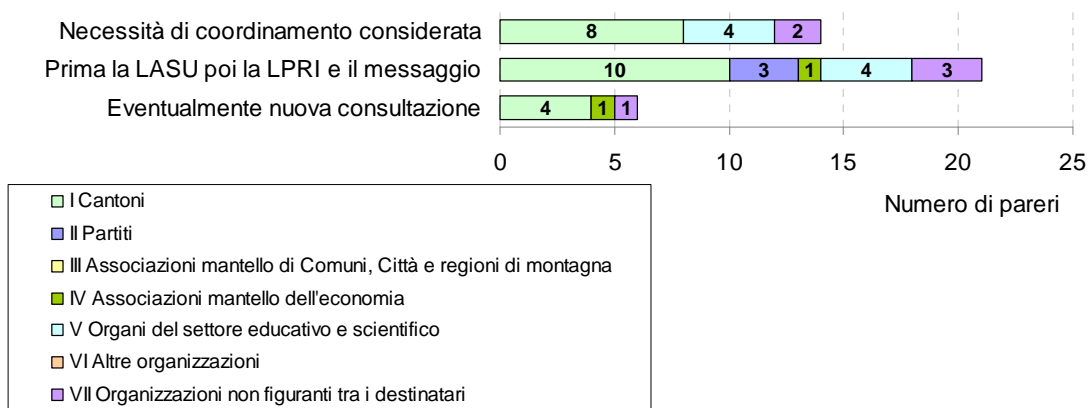 Necessità di coordinamento considerata 8 4 2
Prima la LASU poi la LPRI e il messaggio 10 3 1 4 3
Eventualmente nuova consultazione 4 1 1
0 5 10 15 20 25
Numero di pareri
I Cantoni
II Partiti
III Associazioni mantello di Comuni, Città e regioni di montagna
IV Associazioni mantello dell'economia
V Organi del settore educativo e scientifico
VI Altre organizzazioni
VII Organizzazioni non figuranti tra i destinatari